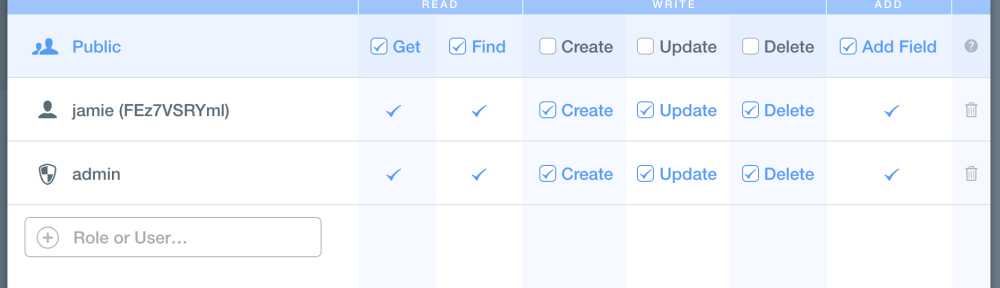 READ WRITE ADD
Public Get Find Create Update Delete Add Field ?
jamie (FEz7VSRYml) Create Update Delete
admin Create Update Delete
Role or User...